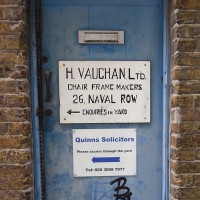 H. VAUGHAN. LTD.
CHAIR FRAME MAKERS
26, NAVAL ROW
← ENQUIRIES IN YARD
Quinns Solicitors
Please access through the yard